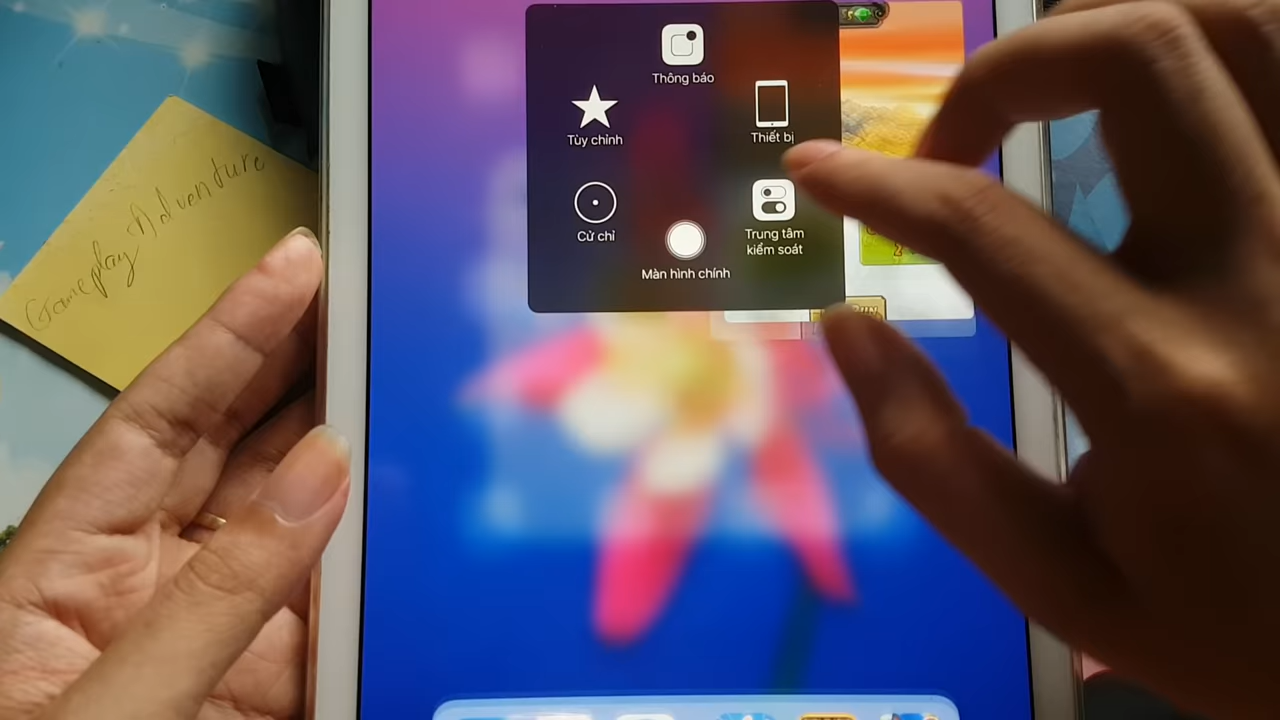 Gameplay Adventure
Thông báo
Tùy chỉnh
Thiết bị
Cử chỉ
Trung tâm
kiểm soát
Màn hình chính